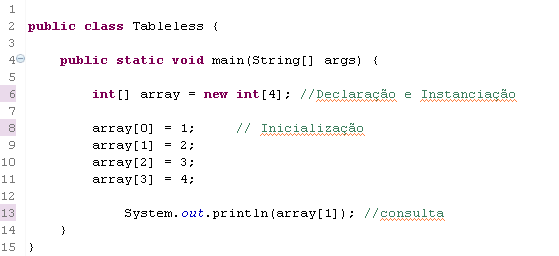 1
2 public class Tableless {
3
4     public static void main(String[] args) {
5
6         int[] array = new int[4]; //Declaração e Instanciação
7
8         array[0] = 1;     // Inicialização
9         array[1] = 2;
10         array[2] = 3;
11         array[3] = 4;
12
13             System.out.println(array[1]); //consulta
14     }
15 }